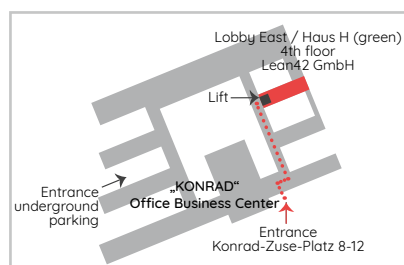 Lobby East / Haus H (green)
4th floor
Lean42 GmbH
Lift
„KONRAD“
Office Business Center
Entrance
underground
parking
Entrance
Konrad-Zuse-Platz 8-12